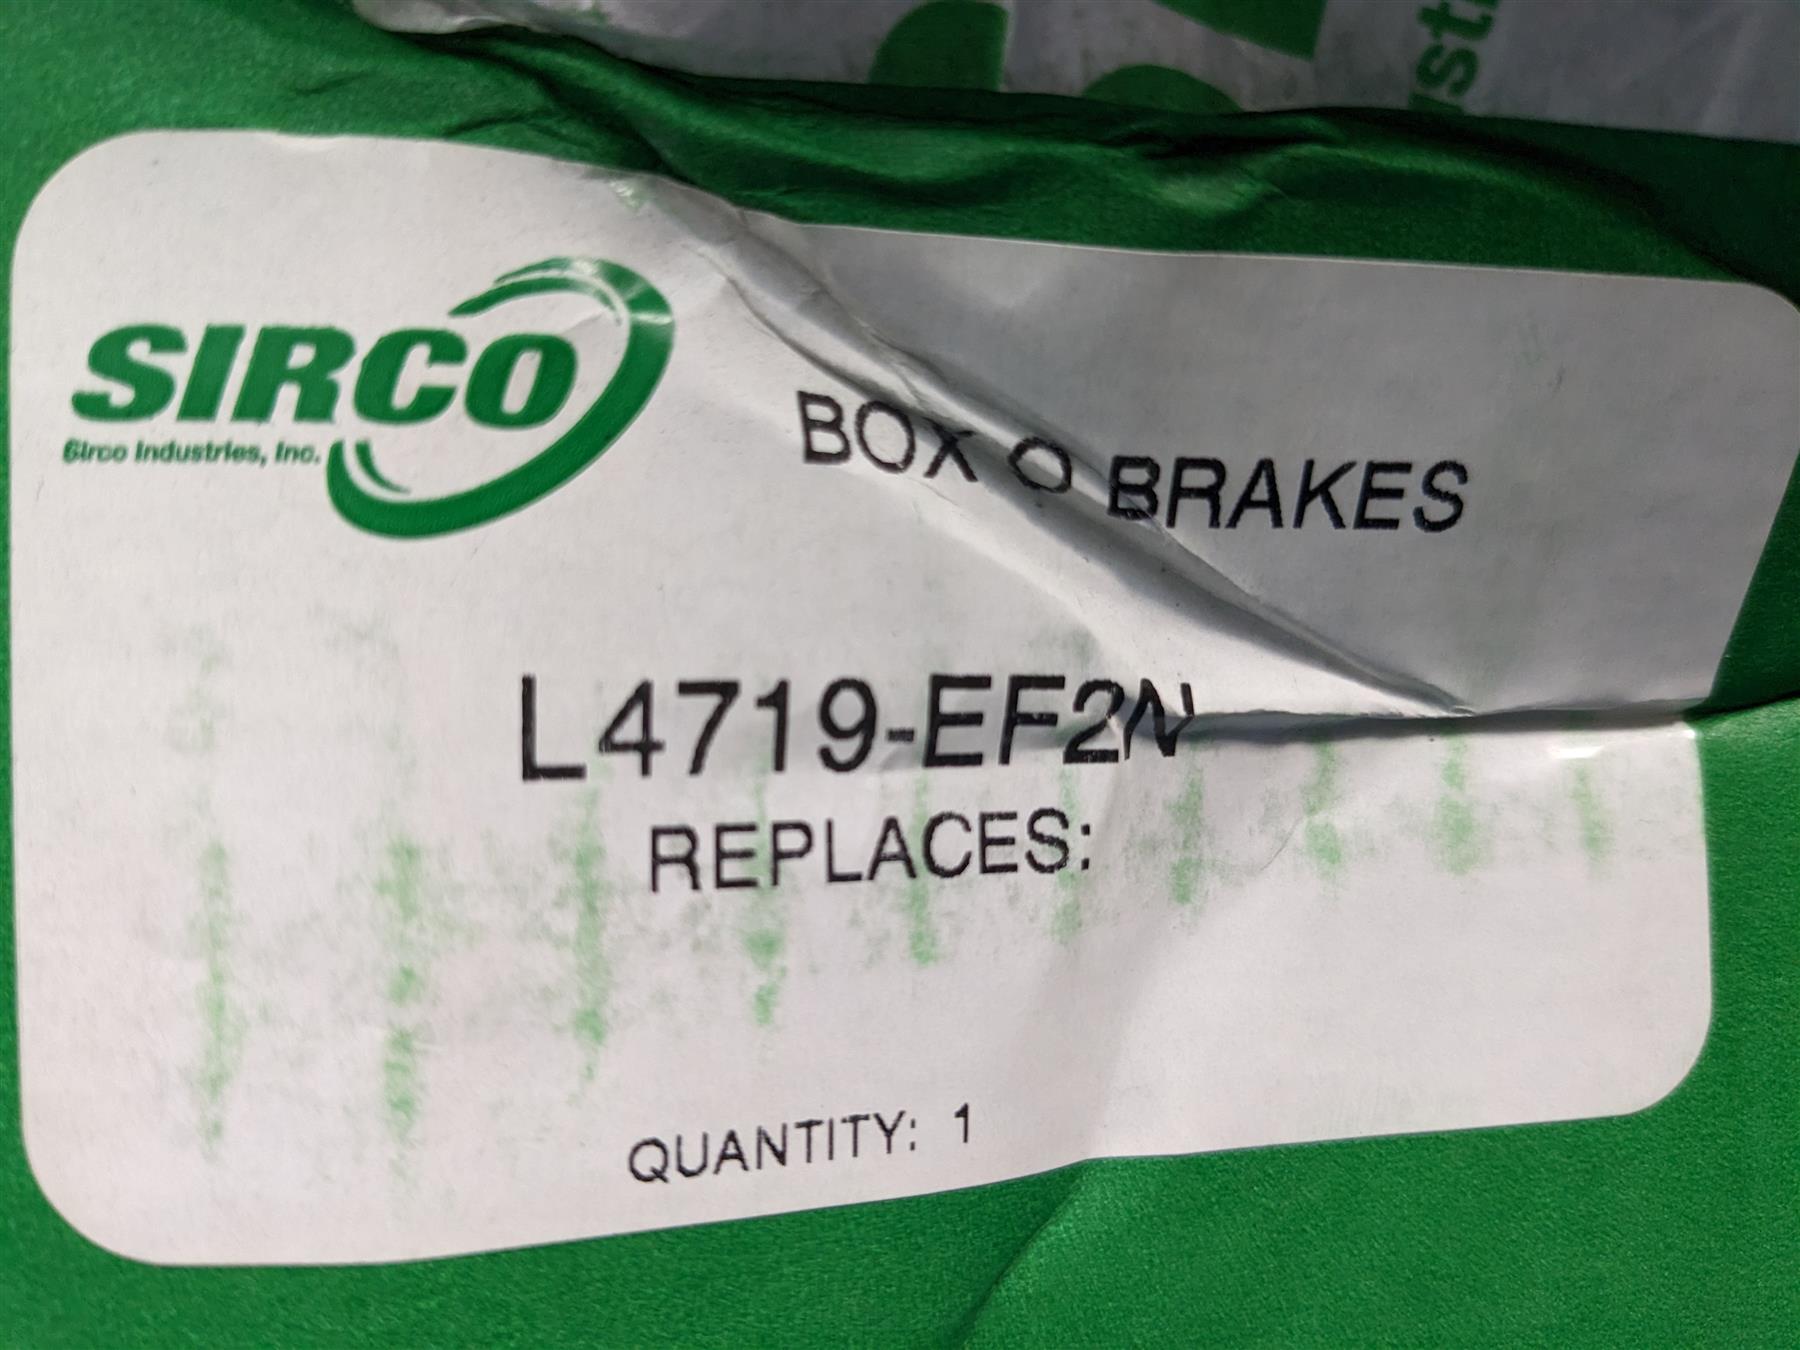 SIRCO
Sirco Industries, Inc.
BOX O BRAKES
L4719-EF2N
REPLACES:
QUANTITY: 1